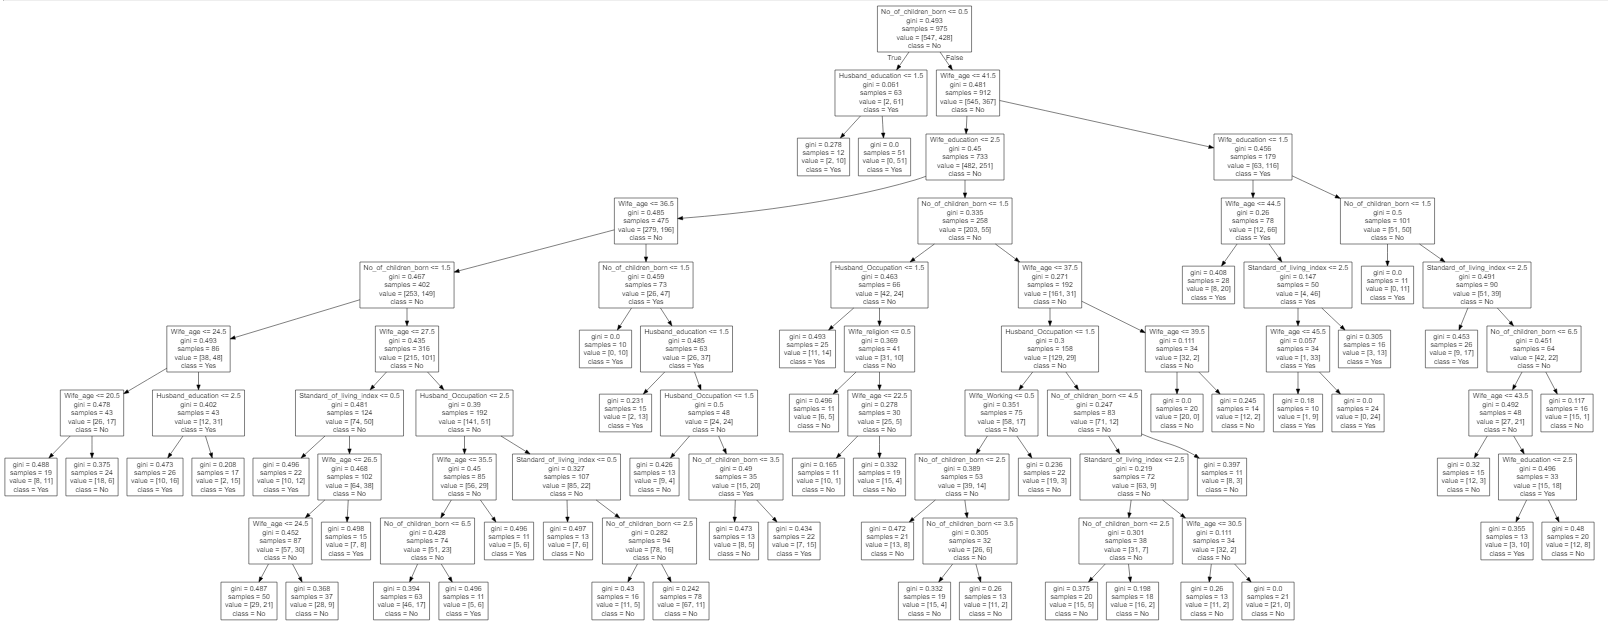 No_of_children_born <= 0.5
gini = 0.493
samples = 975
value = [547, 428]
class = No
True
False
Husband_education <= 1.5
gini = 0.061
samples = 63
value = [2, 61]
class = Yes
Wife_age <= 41.5
gini = 0.481
samples = 912
value = [545, 367]
class = No
gini = 0.278
samples = 12
value = [2, 10]
class = Yes
gini = 0.0
samples = 51
value = [0, 51]
class = Yes
Wife_education <= 2.5
gini = 0.45
samples = 733
value = [482, 251]
class = No
Wife_education <= 1.5
gini = 0.456
samples = 179
value = [63, 116]
class = Yes
Wife_age <= 36.5
gini = 0.485
samples = 475
value = [279, 196]
class = No
No_of_children_born <= 1.5
gini = 0.335
samples = 258
value = [203, 55]
class = No
Wife_age <= 44.5
gini = 0.26
samples = 78
value = [12, 66]
class = Yes
No_of_children_born <= 1.5
gini = 0.5
samples = 101
value = [51, 50]
class = No
No_of_children_born <= 1.5
gini = 0.467
samples = 402
value = [253, 149]
class = No
No_of_children_born <= 1.5
gini = 0.459
samples = 73
value = [26, 47]
class = Yes
Husband_Occupation <= 1.5
gini = 0.463
samples = 66
value = [42, 24]
class = No
Wife_age <= 37.5
gini = 0.271
samples = 192
value = [161, 31]
class = No
gini = 0.408
samples = 28
value = [8, 20]
class = Yes
Standard_of_living_index <= 2.5
gini = 0.147
samples = 50
value = [4, 46]
class = Yes
gini = 0.0
samples = 11
value = [0, 11]
class = Yes
Standard_of_living_index <= 2.5
gini = 0.491
samples = 90
value = [51, 39]
class = No
Wife_age <= 24.5
gini = 0.493
samples = 86
value = [38, 48]
class = Yes
Wife_age <= 27.5
gini = 0.435
samples = 316
value = [215, 101]
class = No
gini = 0.0
samples = 10
value = [0, 10]
class = Yes
Husband_education <= 1.5
gini = 0.485
samples = 63
value = [26, 37]
class = Yes
gini = 0.493
samples = 25
value = [11, 14]
class = Yes
Wife_religion <= 0.5
gini = 0.369
samples = 41
value = [31, 10]
class = No
Husband_Occupation <= 1.5
gini = 0.3
samples = 158
value = [129, 29]
class = No
Wife_age <= 39.5
gini = 0.111
samples = 34
value = [32, 2]
class = No
Wife_age <= 45.5
gini = 0.057
samples = 34
value = [1, 33]
class = Yes
gini = 0.305
samples = 16
value = [3, 13]
class = Yes
gini = 0.453
samples = 26
value = [9, 17]
class = Yes
No_of_children_born <= 6.5
gini = 0.451
samples = 64
value = [42, 22]
class = No
Wife_age <= 20.5
gini = 0.478
samples = 43
value = [26, 17]
class = No
Husband_education <= 2.5
gini = 0.402
samples = 43
value = [12, 31]
class = Yes
Standard_of_living_index <= 0.5
gini = 0.481
samples = 124
value = [74, 50]
class = No
Husband_Occupation <= 2.5
gini = 0.39
samples = 192
value = [141, 51]
class = No
gini = 0.231
samples = 15
value = [2, 13]
class = Yes
Husband_Occupation <= 1.5
gini = 0.5
samples = 48
value = [24, 24]
class = No
gini = 0.496
samples = 11
value = [6, 5]
class = No
Wife_age <= 22.5
gini = 0.278
samples = 30
value = [25, 5]
class = No
Wife_Working <= 0.5
gini = 0.351
samples = 75
value = [58, 17]
class = No
No_of_children_born <= 4.5
gini = 0.247
samples = 83
value = [71, 12]
class = No
gini = 0.0
samples = 20
value = [20, 0]
class = No
gini = 0.245
samples = 14
value = [12, 2]
class = No
gini = 0.18
samples = 10
value = [1, 9]
class = Yes
gini = 0.0
samples = 24
value = [0, 24]
class = Yes
Wife_age <= 43.5
gini = 0.492
samples = 48
value = [27, 21]
class = No
gini = 0.117
samples = 16
value = [15, 1]
class = No
gini = 0.488
samples = 19
value = [8, 11]
class = Yes
gini = 0.375
samples = 24
value = [18, 6]
class = No
gini = 0.473
samples = 26
value = [10, 16]
class = Yes
gini = 0.208
samples = 17
value = [2, 15]
class = Yes
gini = 0.496
samples = 22
value = [10, 12]
class = Yes
Wife_age <= 26.5
gini = 0.468
samples = 102
value = [64, 38]
class = No
Wife_age <= 35.5
gini = 0.45
samples = 85
value = [56, 29]
class = No
Standard_of_living_index <= 0.5
gini = 0.327
samples = 107
value = [85, 22]
class = No
gini = 0.426
samples = 13
value = [9, 4]
class = No
No_of_children_born <= 3.5
gini = 0.49
samples = 35
value = [15, 20]
class = Yes
gini = 0.165
samples = 11
value = [10, 1]
class = No
gini = 0.332
samples = 19
value = [15, 4]
class = No
No_of_children_born <= 2.5
gini = 0.389
samples = 53
value = [39, 14]
class = No
gini = 0.236
samples = 22
value = [19, 3]
class = No
Standard_of_living_index <= 2.5
gini = 0.219
samples = 72
value = [63, 9]
class = No
gini = 0.397
samples = 11
value = [8, 3]
class = No
gini = 0.32
samples = 15
value = [12, 3]
class = No
Wife_education <= 2.5
gini = 0.496
samples = 33
value = [15, 18]
class = Yes
Wife_age <= 24.5
gini = 0.452
samples = 87
value = [57, 30]
class = No
gini = 0.498
samples = 15
value = [7, 8]
class = Yes
No_of_children_born <= 6.5
gini = 0.428
samples = 74
value = [51, 23]
class = No
gini = 0.496
samples = 11
value = [5, 6]
class = Yes
gini = 0.497
samples = 13
value = [7, 6]
class = No
No_of_children_born <= 2.5
gini = 0.282
samples = 94
value = [78, 16]
class = No
gini = 0.473
samples = 13
value = [8, 5]
class = No
gini = 0.434
samples = 22
value = [7, 15]
class = Yes
gini = 0.472
samples = 21
value = [13, 8]
class = No
No_of_children_born <= 3.5
gini = 0.305
samples = 32
value = [26, 6]
class = No
No_of_children_born <= 2.5
gini = 0.301
samples = 38
value = [31, 7]
class = No
Wife_age <= 30.5
gini = 0.111
samples = 34
value = [32, 2]
class = No
gini = 0.355
samples = 13
value = [3, 10]
class = Yes
gini = 0.48
samples = 20
value = [12, 8]
class = No
gini = 0.487
samples = 50
value = [29, 21]
class = No
gini = 0.368
samples = 37
value = [28, 9]
class = No
gini = 0.394
samples = 63
value = [46, 17]
class = No
gini = 0.496
samples = 11
value = [5, 6]
class = Yes
gini = 0.43
samples = 16
value = [11, 5]
class = No
gini = 0.242
samples = 78
value = [67, 11]
class = No
gini = 0.332
samples = 19
value = [15, 4]
class = No
gini = 0.26
samples = 13
value = [11, 2]
class = No
gini = 0.375
samples = 20
value = [15, 5]
class = No
gini = 0.198
samples = 18
value = [16, 2]
class = No
gini = 0.26
samples = 13
value = [11, 2]
class = No
gini = 0.0
samples = 21
value = [21, 0]
class = No